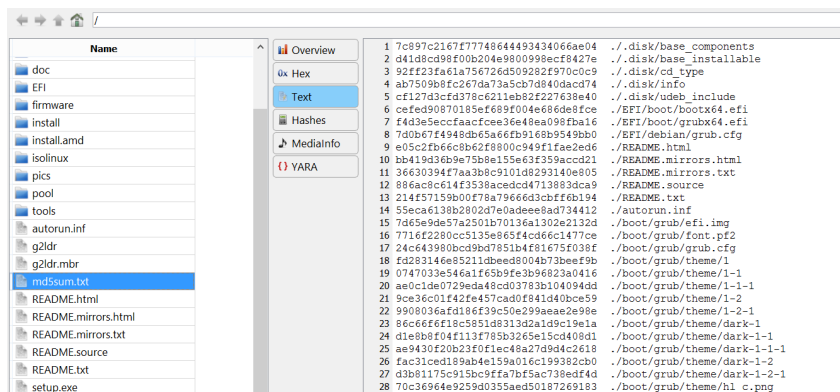 /
Name
doc
EFI
firmware
install
install.amd
isolinux
pics
pool
tools
autorun.inf
g2ldr
g2ldr.mbr
md5sum.txt
README.html
README.mirrors.html
README.mirrors.txt
README.source
README.txt
setup.exe
Overview
0x Hex
Text
Hashes
MediaInfo
{} YARA
1 7c897c2167f77748644493434066ae04 ./.disk/base_components
2 d41d8cd98f00b204e9800998ecf8427e ./.disk/base_installable
3 92ff23fa61a756726d509282f970c0c9 ./.disk/cd_type
4 ab7509b8fc267da73a5cb7d840dacd74 ./.disk/info
5 cf127d3cfd378c6211eb82f227638e40 ./.disk/udeb_include
6 cefed90870185ef689f004e686de8fce ./EFI/boot/bootx64.efi
7 f4d3e5eccfaacfcee36e48ea098fba16 ./EFI/boot/grubx64.efi
8 7d0b67f4948db65a66fb9168b9549bb0 ./EFI/debian/grub.cfg
9 e05c2fb66c8b62f8800c949f1fae2ed6 ./README.html
10 bb419d36b9e75b8e155e63f359accd21 ./README.mirrors.html
11 36630394f7aa3b8c9101d8293140e805 ./README.mirrors.txt
12 886ac8c614f3538acedcd4713883dca9 ./README.source
13 214f57159b00f78a79666d3cbff6b194 ./README.txt
14 55eca6138b2802d7e0adeee8ad734412 ./autorun.inf
15 7d65e9de57a2501b70136a1302e2132d ./boot/grub/efi.img
16 7716f2280cc5135e865f4cd66c1477ce ./boot/grub/font.pf2
17 24c643980bcd9bd7851b4f81675f038f ./boot/grub/grub.cfg
18 fd283146e85211dbeed8004b73beef9b ./boot/grub/theme/1
19 0747033e546a1f65b9fe3b96823a0416 ./boot/grub/theme/1-1
20 ae0c1de0729eda48cd03783b104094dd ./boot/grub/theme/1-1-1
21 9ce36c01f42fe457cad0f841d40bce59 ./boot/grub/theme/1-2
22 9908036afd186f39c50e299aeae2e98e ./boot/grub/theme/1-2-1
23 86c66f6f18c5851d8313d2a1d9c19e1a ./boot/grub/theme/dark-1
24 d1e8b8f04f113f785b3265e15cd408d1 ./boot/grub/theme/dark-1-1
25 ae9430f20b23f0f1ec48a27d9d4c2618 ./boot/grub/theme/dark-1-1-1
26 fac31ced189ab4e159a016c199382cb0 ./boot/grub/theme/dark-1-2
27 d3b81175c915bc9ffa7bf5ac738edf4d ./boot/grub/theme/dark-1-2-1
28 70c36964e9259d0355aed50187269183 ./boot/grub/theme/hl_c.png